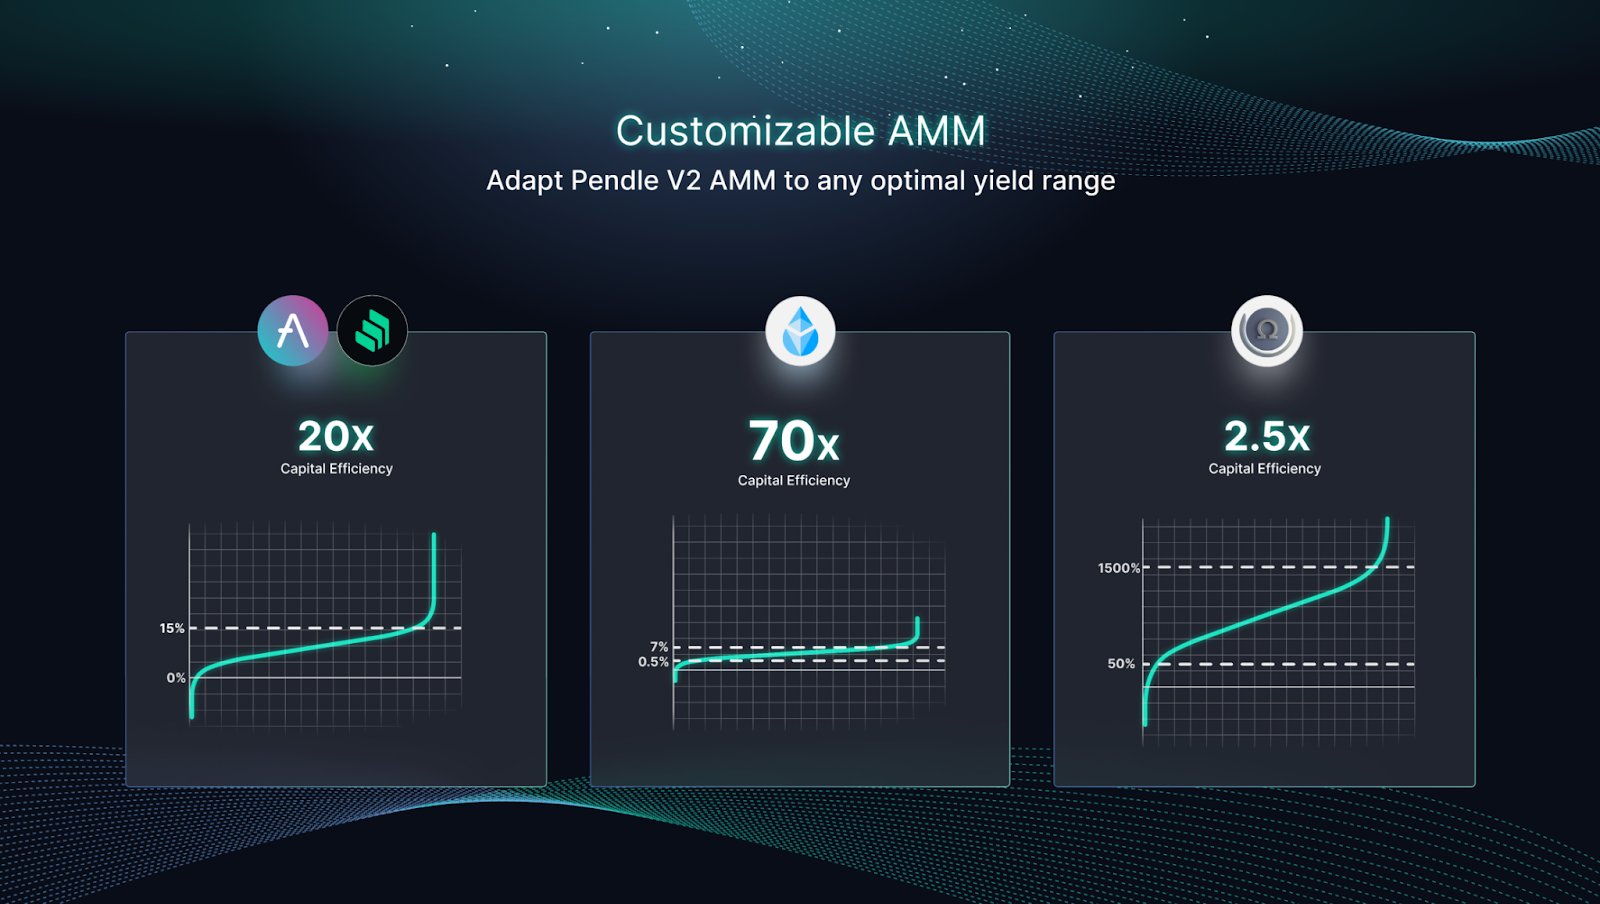 Customizable AMM
Adapt Pendle V2 AMM to any optimal yield range
20x
Capital Efficiency
15%
0%
70x
Capital Efficiency
7%
0.5%
2.5x
Capital Efficiency
1500%
50%